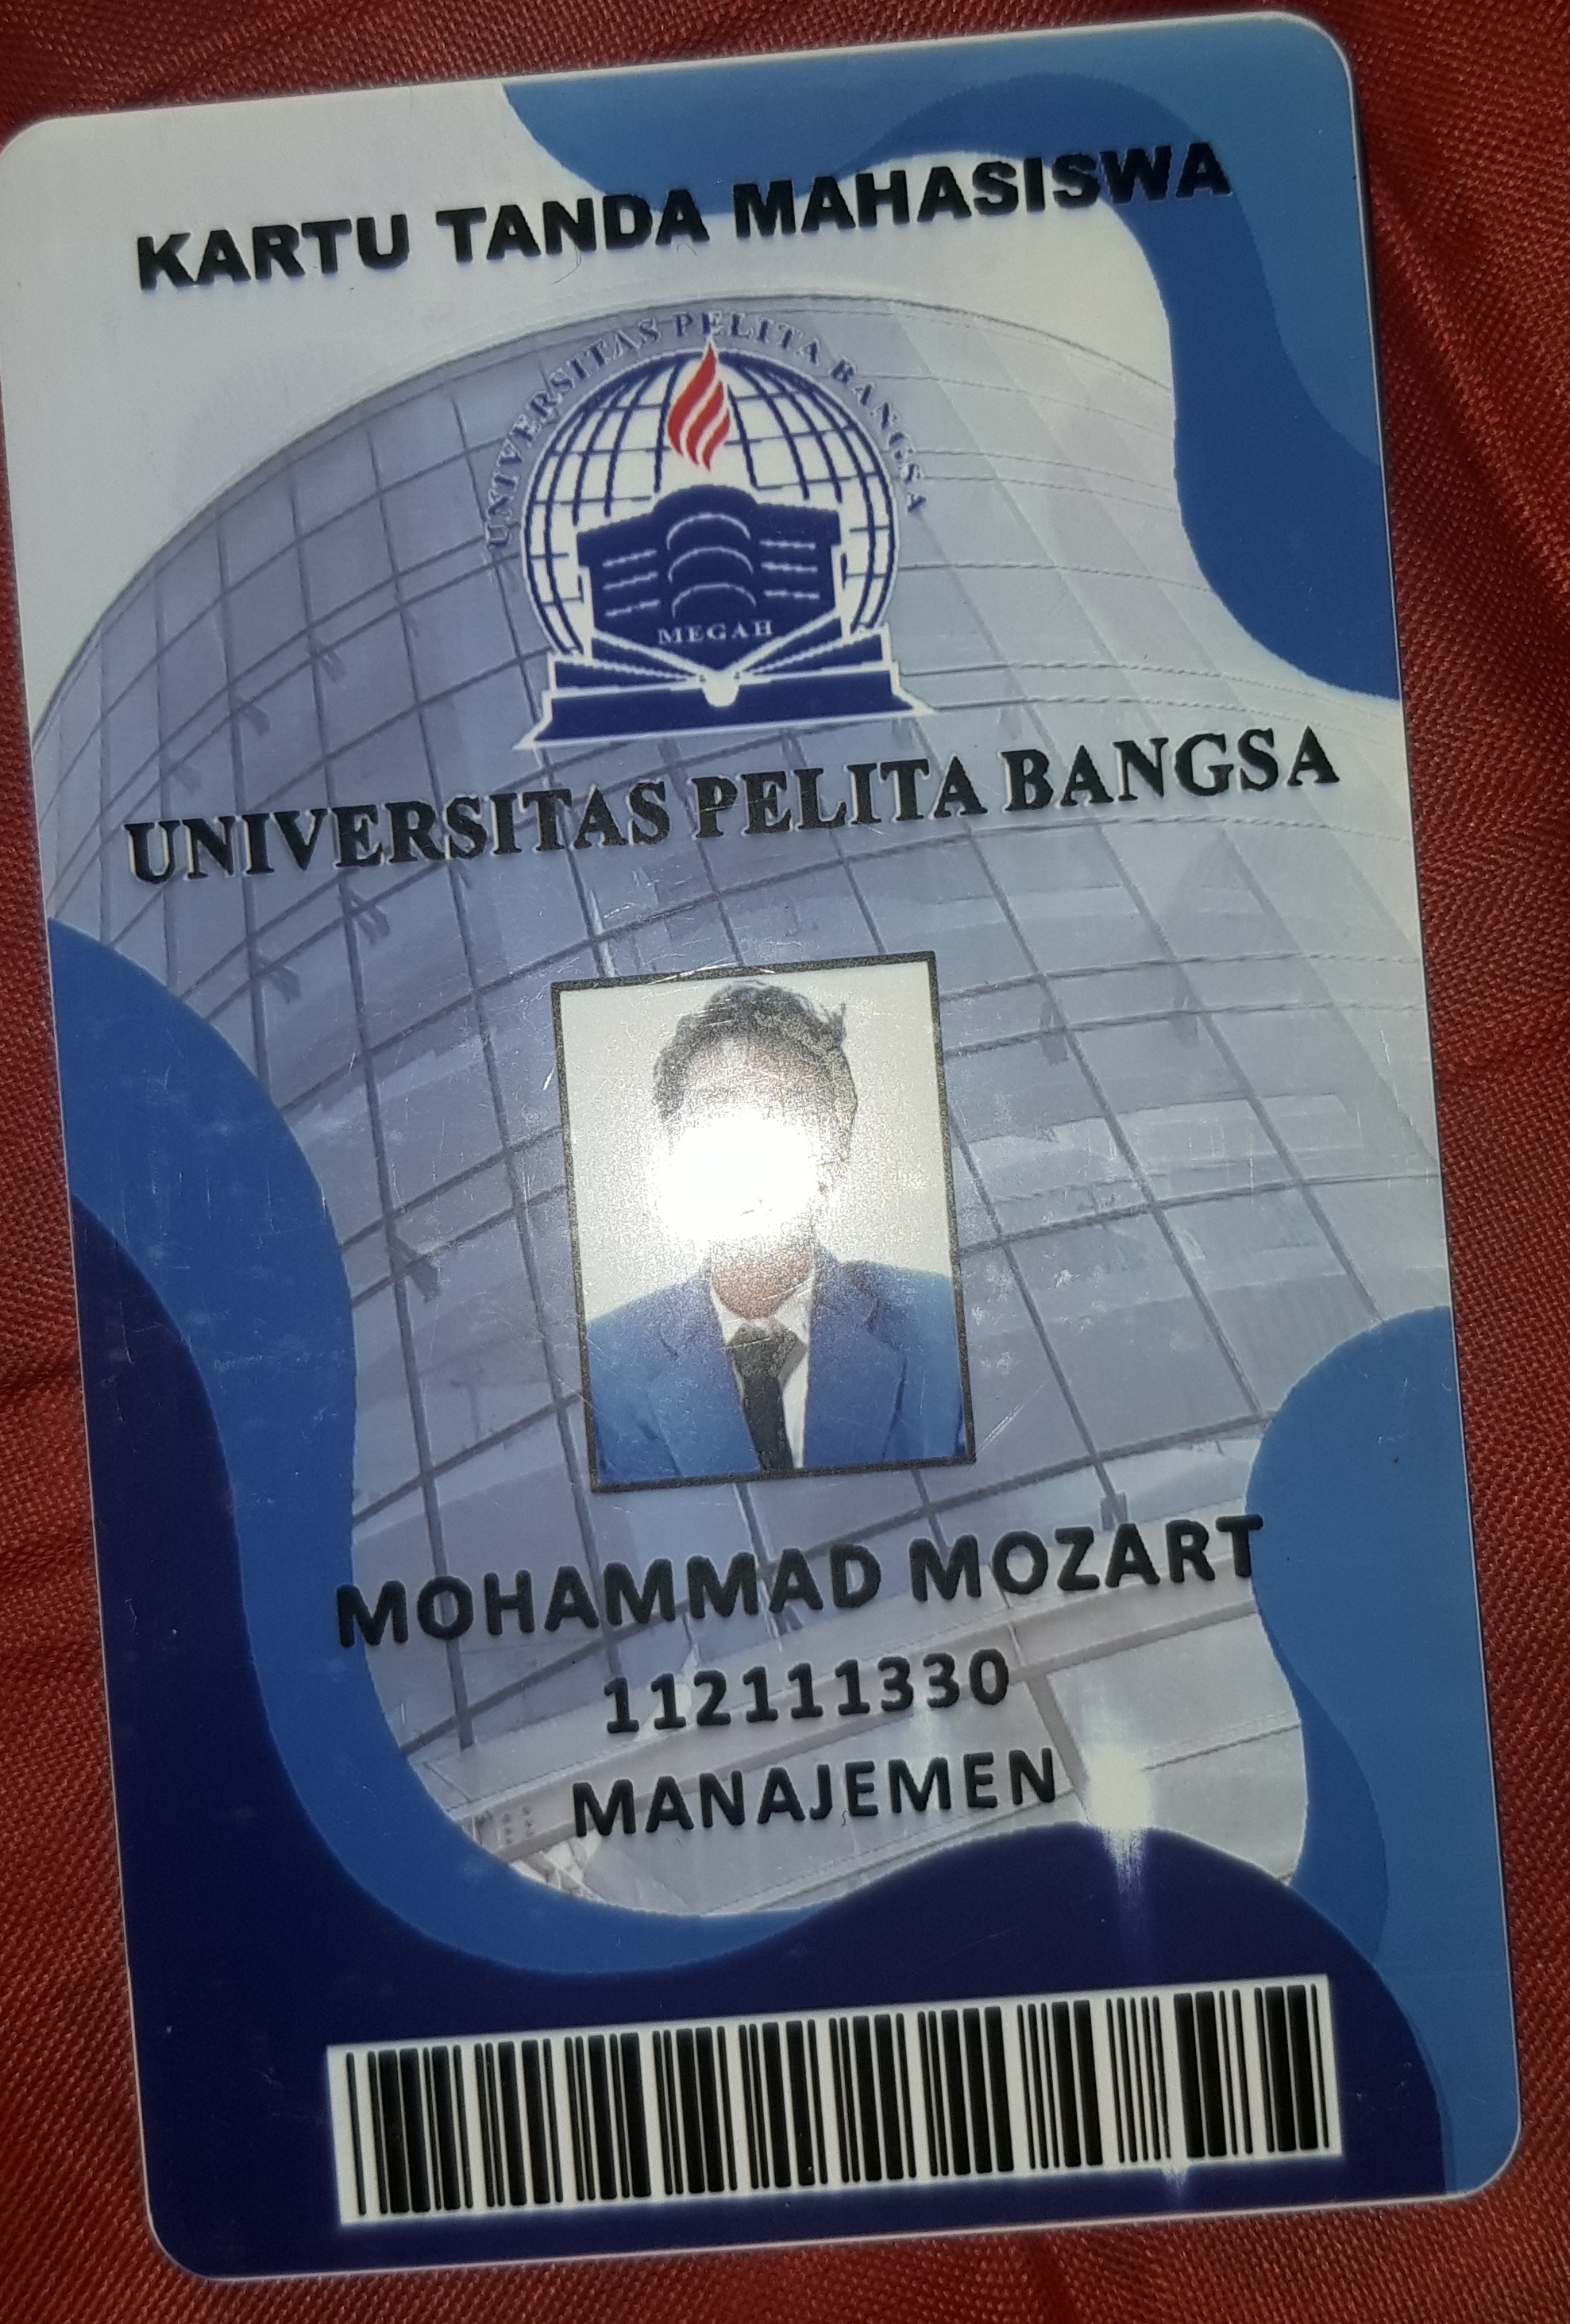 KARTU TANDA MAHASISWA
UNIVERSITAS PELITA BANGSA
MEGAH
UNIVERSITAS PELITA BANGSA
MOHAMMAD MOZART
112111330
MANAJEMEN